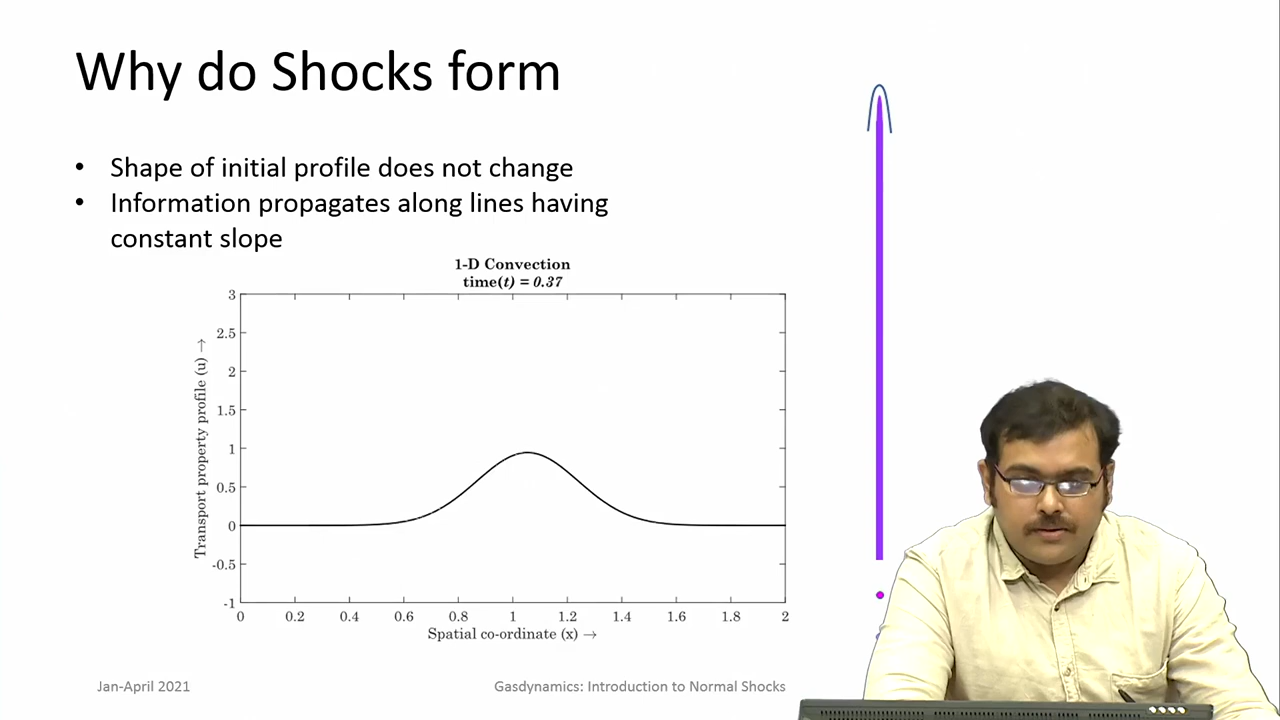 Why do Shocks form
• Shape of initial profile does not change
• Information propagates along lines having
constant slope
1-D Convection
time(t) = 0.37
3
2.5
2
1.5
1
0.5
0
-0.5
-1
Transport property profile (u) →
0 0.2 0.4 0.6 0.8 1 1.2 1.4 1.6 1.8 2
Spatial co-ordinate (x) →
Jan-April 2021
Gasdynamics: Introduction to Normal Shocks